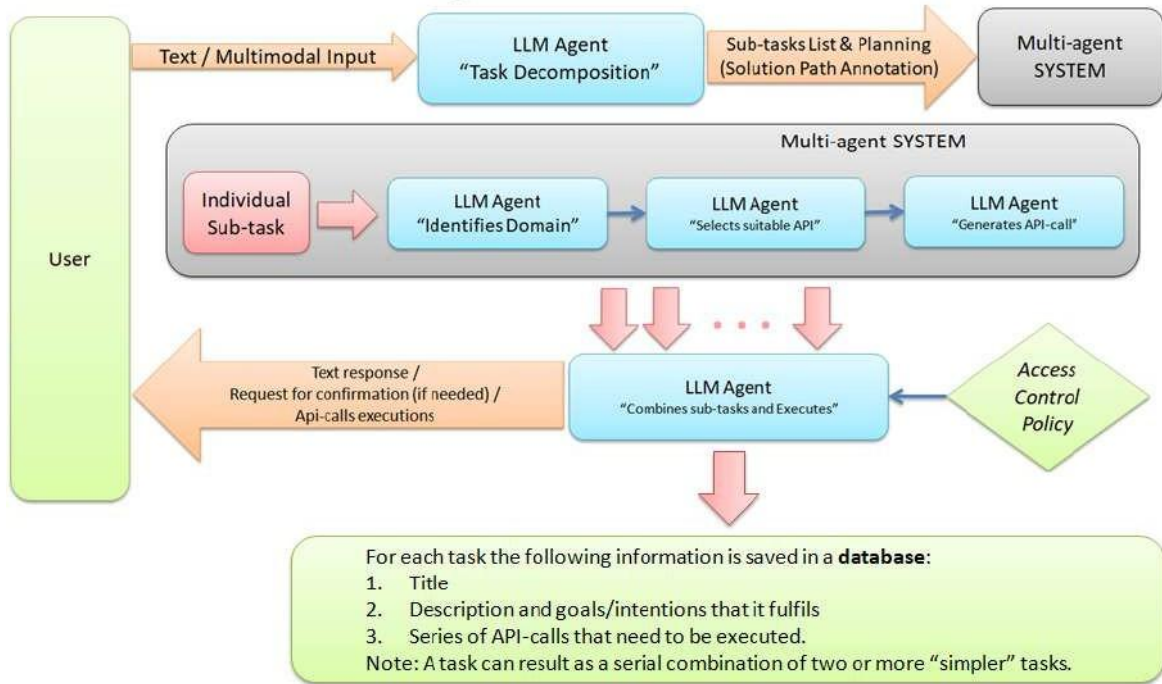 User
Text / Multimodal Input
LLM Agent
“Task Decomposition”
Sub-tasks List & Planning
(Solution Path Annotation)
Multi-agent
SYSTEM
Multi-agent SYSTEM
Individual
Sub-task
LLM Agent
“Identifies Domain”
LLM Agent
“Selects suitable API”
LLM Agent
“Generates API-call”
Text response /
Request for confirmation (if needed) /
Api-calls executions
LLM Agent
“Combines sub-tasks and Executes”
Access
Control
Policy
For each task the following information is saved in a database:
1. Title
2. Description and goals/intentions that it fulfils
3. Series of API-calls that need to be executed.
Note: A task can result as a serial combination of two or more “simpler” tasks.